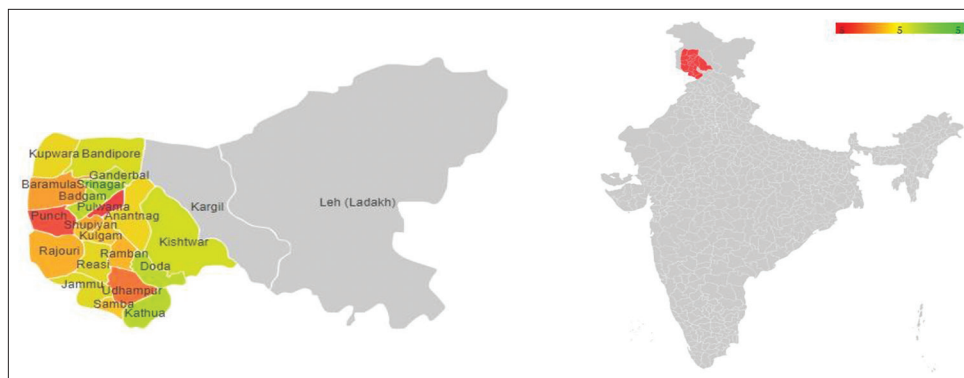 5 5
Kupwara Bandipore
Ganderbal
Baramula Srinagar
Badgam
Pulwama
Punch Anantnag
Shupiyan
Kulgam
Kargil
Leh (Ladakh)
Kishtwar
Rajouri Ramban
Reasi Doda
Jammu
Udhampur
Samba
Kathua